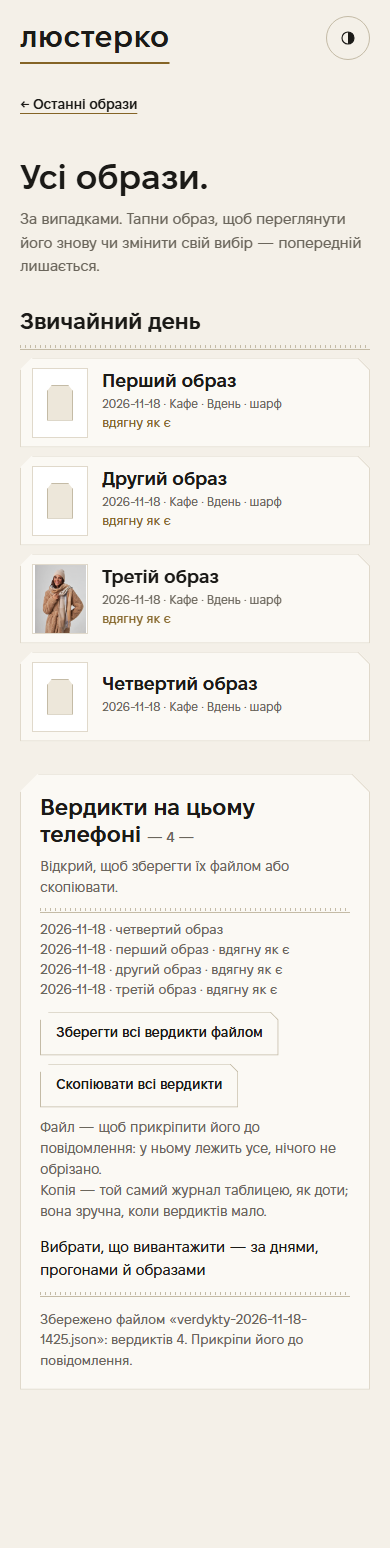 люстерко
← Останні образи
Усі образи.
За випадками. Тапни образ, щоб переглянути
його знову чи змінити свій вибір — попередній
лишається.
Звичайний день
Перший образ
2026-11-18 · Кафе · Вдень · шарф
вдягну як є
Другий образ
2026-11-18 · Кафе · Вдень · шарф
вдягну як є
Третій образ
2026-11-18 · Кафе · Вдень · шарф
вдягну як є
Четвертий образ
2026-11-18 · Кафе · Вдень · шарф
Вердикти на цьому
телефоні — 4 —
Відкрий, щоб зберегти їх файлом або
скопіювати.
2026-11-18 · четвертий образ
2026-11-18 · перший образ · вдягну як є
2026-11-18 · другий образ · вдягну як є
2026-11-18 · третій образ · вдягну як є
Зберегти всі вердикти файлом
Скопіювати всі вердикти
Файл — щоб прикріпити його до
повідомлення: у ньому лежить усе, нічого не
обрізано.
Копія — той самий журнал таблицею, як доти;
вона зручна, коли вердиктів мало.
Вибрати, що вивантажити — за днями,
прогонами й образами
Збережено файлом «verdykty-2026-11-18-
1425.json»: вердиктів 4. Прикріпи його до
повідомлення.